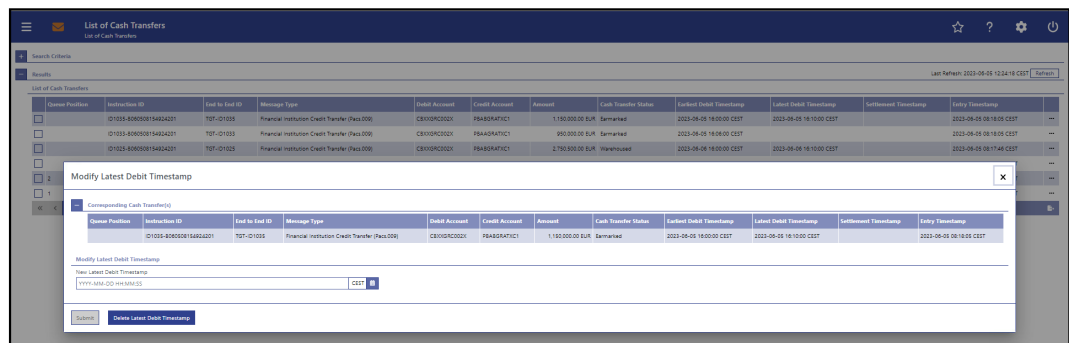 List of Cash Transfers
List of Cash Transfers
?
+ Search Criteria
Results
Last Refresh: 2023-06-05 12:24:19 CEST Refresh
List of Cash Transfers
Queue Position Instruction ID End to End ID Message Type Debit Account Credit Account Amount Cash Transfer Status Earliest Debit Timestamp Latest Debit Timestamp Settlement Timestamp Entry Timestamp
ID1035-8060508154924201 TGT-ID1035 Financial Institution Credit Transfer (Pacs.009) CBXXGRC002X PBABGRATXC1 1,150,000.00 EUR Earmarked 2023-06-05 16:00:00 CEST 2023-06-05 16:10:00 CEST 2023-06-05 08:18:05 CEST ...
ID1033-8060508154924201 TGT-ID1033 Financial Institution Credit Transfer (Pacs.009) CBXXGRC002X PBAAGRATXC1 950,000.00 EUR Earmarked 2023-06-05 16:06:00 CEST 2023-06-05 08:18:05 CEST ...
ID1025-8060508154924201 TGT-ID1025 Financial Institution Credit Transfer (Pacs.009) CBXXGRC002X PBABGRATXC1 2,750,500.00 EUR Warehoused 2023-06-06 16:00:00 CEST 2023-06-06 16:10:00 CEST 2023-06-05 08:17:46 CEST ...
2
1
Modify Latest Debit Timestamp x
Corresponding Cash Transfer(s)
Queue Position Instruction ID End to End ID Message Type Debit Account Credit Account Amount Cash Transfer Status Earliest Debit Timestamp Latest Debit Timestamp Settlement Timestamp Entry Timestamp
ID1035-8060508154924201 TGT-ID1035 Financial Institution Credit Transfer (Pacs.009) CBXXGRC002X PBABGRATXC1 1,150,000.00 EUR Earmarked 2023-06-05 16:00:00 CEST 2023-06-05 16:10:00 CEST 2023-06-05 08:18:05 CEST
Modify Latest Debit Timestamp
New Latest Debit Timestamp
YYYY-MM-DD HH:MM:SS CEST
Submit Delete Latest Debit Timestamp